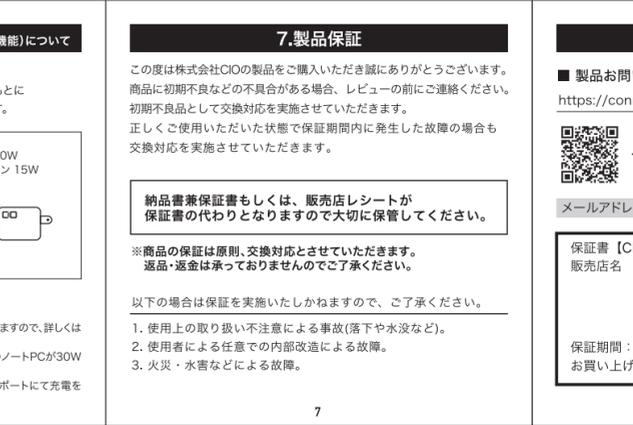 機能)について
もとに
す。
0W
ン 15W
ますので、詳しくは
ノートPCが30W
ポートにて充電を
7.製品保証
この度は株式会社CIOの製品をご購入いただき誠にありがとうございます。
商品に初期不良などの不具合がある場合、レビューの前にご連絡ください。
初期不良品として交換対応を実施させていただきます。
正しくご使用いただいた状態で保証期間内に発生した故障の場合も
交換対応を実施させていただきます。
納品書兼保証書もしくは、販売店レシートが
保証書の代わりとなりますので大切に保管してください。
※商品の保証は原則、交換対応とさせていただきます。
返品・返金は承っておりませんのでご了承ください。
以下の場合は保証を実施いたしかねますので、ご了承ください。
1. 使用上の取り扱い不注意による事故(落下や水没など)。
2. 使用者による任意での内部改造による故障。
3. 火災・水害などによる故障。
7
■ 製品お問
https://con
メールアドレ
保証書【C
販売店名
保証期間：
お買い上げ